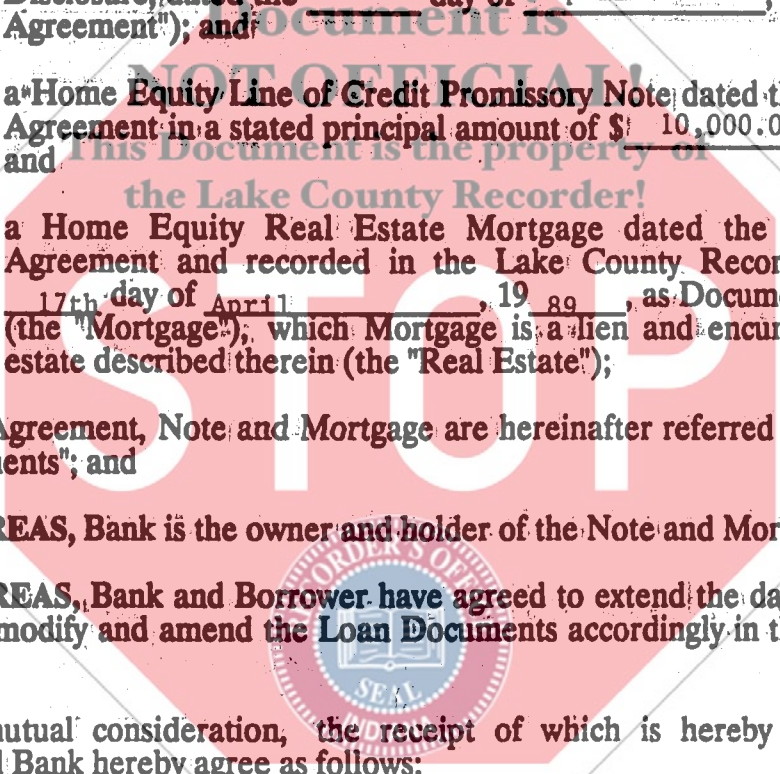 day of
Agreement"); and
Document is
NOT OFFICIAL!
a Home Equity Line of Credit Promissory Note dated
Agreement in a stated principal amount of $ 10,000.0
and
This Document is the property of
the Lake County Recorder!
a Home Equity Real Estate Mortgage dated the
Agreement and recorded in the Lake County
17th day of April, 19 89, as
(the "Mortgage"), which Mortgage is a lien and
estate described therein (the "Real Estate");
STOP
Agreement, Note and Mortgage are hereinafter referred
ents"; and
REAS, Bank is the owner and holder of the Note and
REAS, Bank and Borrower have agreed to extend the
modify and amend the Loan Documents accordingly in
RECORDER'S OFFICE
SEAL
INDIANA
mutual consideration, the receipt of which is hereby
Bank hereby agree as follows: